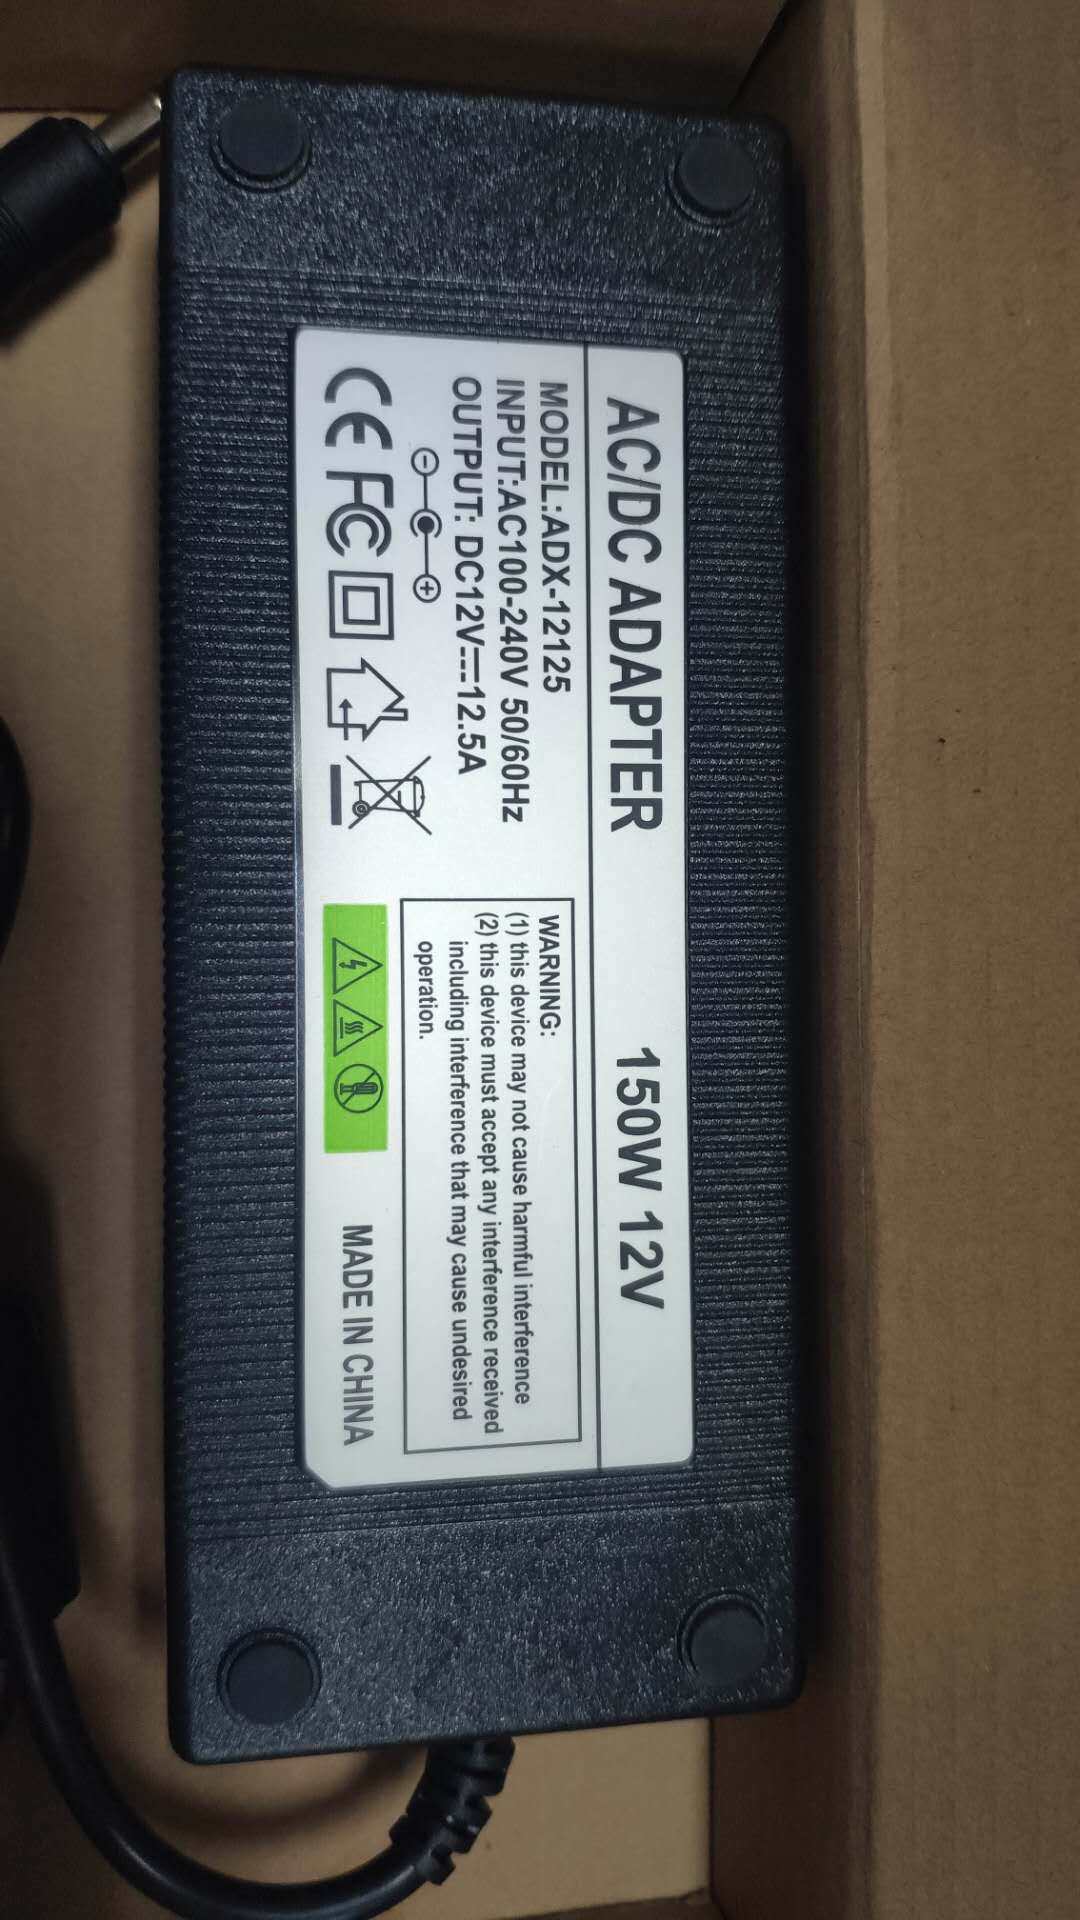 AC/DC ADAPTER 150W 12V
MODEL:ADX-12125
INPUT:AC100-240V 50/60Hz
OUTPUT: DC12V⎓12.5A
WARNING:
(1) this device may not cause harmful interference
(2) this device must accept any interference received
including interference that may cause undesired
operation.
CE FC
MADE IN CHINA